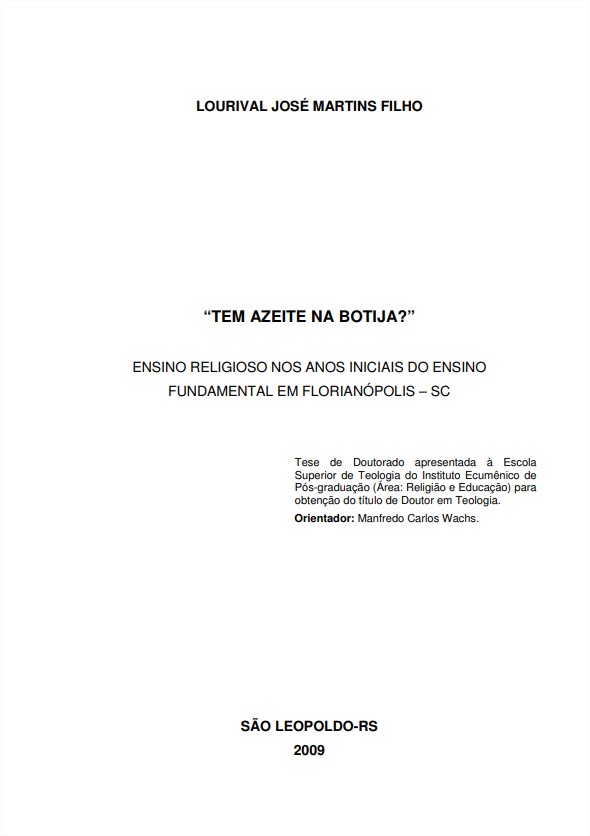 LOURIVAL JOSÉ MARTINS FILHO
“TEM AZEITE NA BOTIJA?”
ENSINO RELIGIOSO NOS ANOS INICIAIS DO ENSINO
FUNDAMENTAL EM FLORIANÓPOLIS – SC
Tese de Doutorado apresentada à Escola
Superior de Teologia do Instituto Ecumênico de
Pós-graduação (Área: Religião e Educação) para
obtenção do título de Doutor em Teologia.
Orientador: Manfredo Carlos Wachs.
SÃO LEOPOLDO-RS
2009